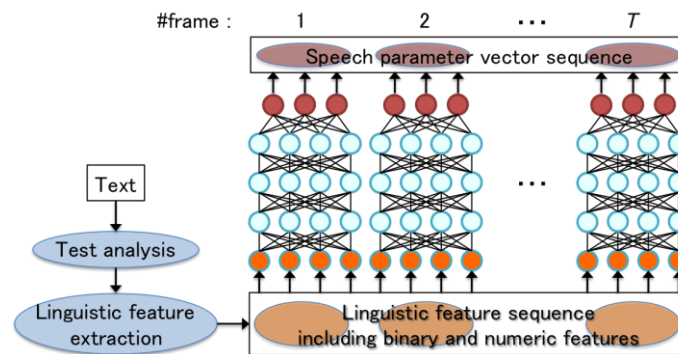 #frame : 1 2 ··· T
Speech parameter vector sequence
Text
···
Test analysis
Linguistic feature
extraction
Linguistic feature sequence
including binary and numeric features